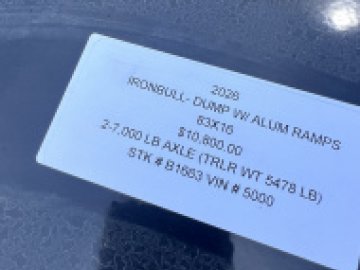 2026
IRONBULL- DUMP W/ ALUM RAMPS
83X16
$10,800.00
2-7,000 LB AXLE (TRLR WT 5478 LB)
STK # B1663 VIN # 5000